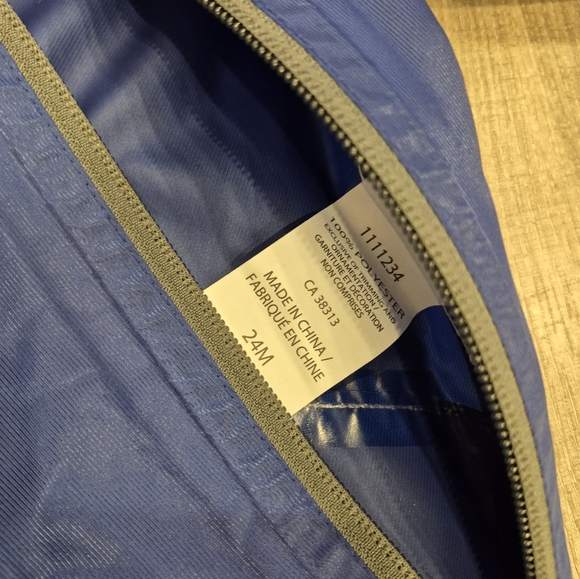 1111234
100% POLYESTER
EXCLUSIVE OF TRIMMING AND
ORNAMENTATION /
GARNITURE ET DÉCORATION
NON COMPRISES
CA 38313
MADE IN CHINA /
FABRIQUÉ EN CHINE
24M